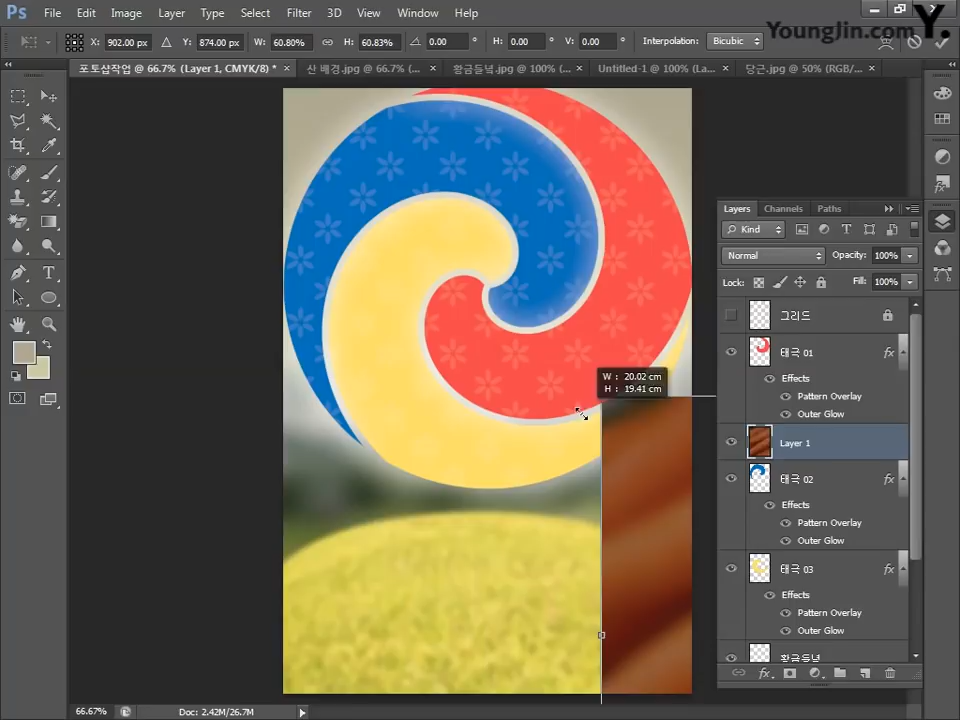 Ps File Edit Image Layer Type Select Filter 3D View Window Help
YoungJin.com Y.
X: 902.00 px Y: 874.00 px W: 60.80% H: 60.83% 0.00 ° H: 0.00 ° V: 0.00 ° Interpolation: Bicubic
포토샵작업 @ 66.7% (Layer 1, CMYK/8) * × 산 배경.jpg @ 66.7% (... × 황금들녘.jpg @ 100% (... × Untitled-1 @ 100% (La... × 당근.jpg @ 50% (RGB/... ×
Layers Channels Paths
Kind
Normal Opacity: 100%
Lock: Fill: 100%
그리드
태극 01 fx
Effects
Pattern Overlay
Outer Glow
Layer 1
태극 02 fx
Effects
Pattern Overlay
Outer Glow
태극 03 fx
Effects
Pattern Overlay
Outer Glow
황금들녘
W : 20.02 cm
H : 19.41 cm
66.67% Doc: 2.42M/26.7M